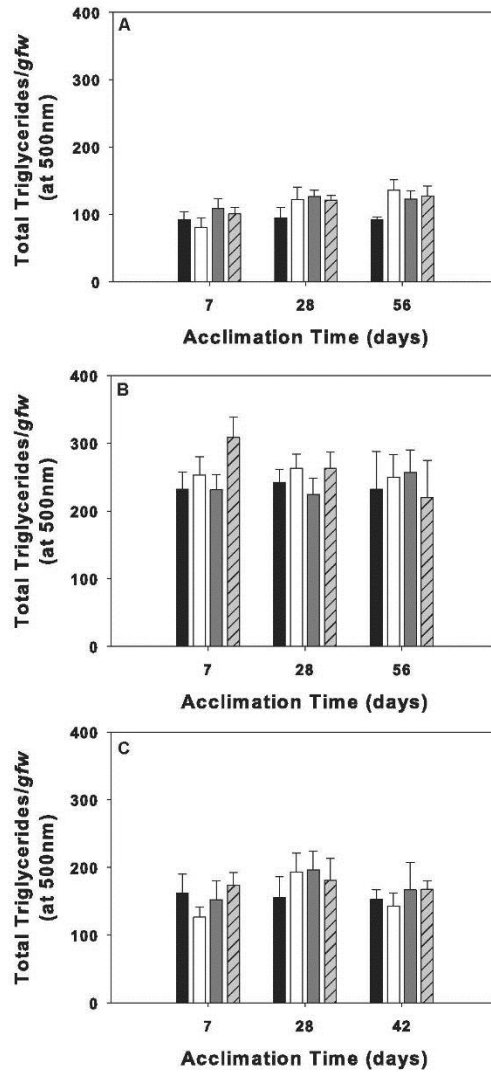 A
400
300
200
100
0
Total Triglycerides/gfw
(at 500nm)
7 28 56
Acclimation Time (days)
B
400
300
200
100
0
Total Triglycerides/gfw
(at 500nm)
7 28 56
Acclimation Time (days)
C
400
300
200
100
0
Total Triglycerides/gfw
(at 500nm)
7 28 42
Acclimation Time (days)